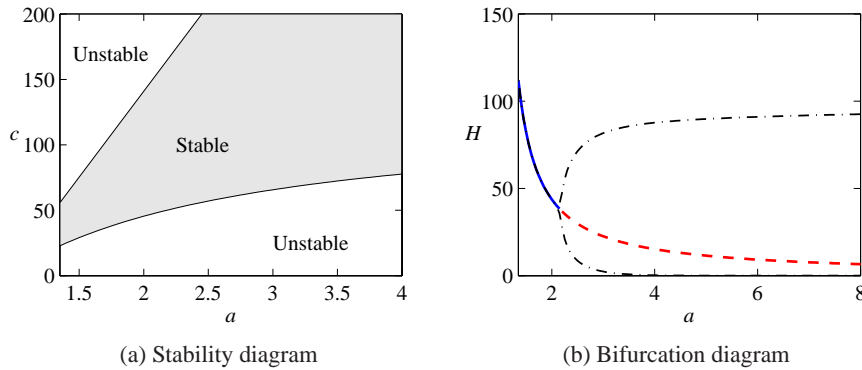 200
150
100
50
0
c
Unstable
Stable
Unstable
1.5 2 2.5 3 3.5 4
a
(a) Stability diagram
150
100
50
0
H
2 4 6 8
a
(b) Bifurcation diagram